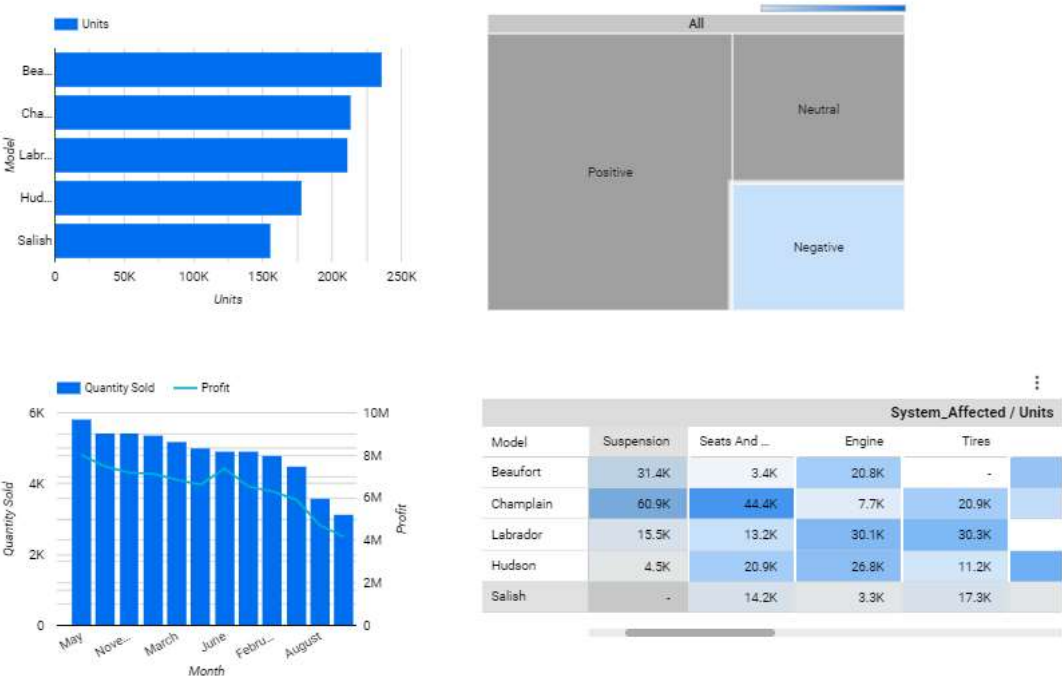 Units
Bea...
Cha...
Labr...
Hud...
Salish
Model
0 50K 100K 150K 200K 250K
Units
All
Positive
Neutral
Negative
Quantity Sold Profit
6K
4K
2K
0
Quantity Sold
10M
8M
6M
4M
2M
0
Profit
May Nove... March June Febru... August
Month
System_Affected / Units
Model Suspension Seats And ... Engine Tires
Beaufort 31.4K 3.4K 20.8K -
Champlain 60.9K 44.4K 7.7K 20.9K
Labrador 15.5K 13.2K 30.1K 30.3K
Hudson 4.5K 20.9K 26.8K 11.2K
Salish - 14.2K 3.3K 17.3K